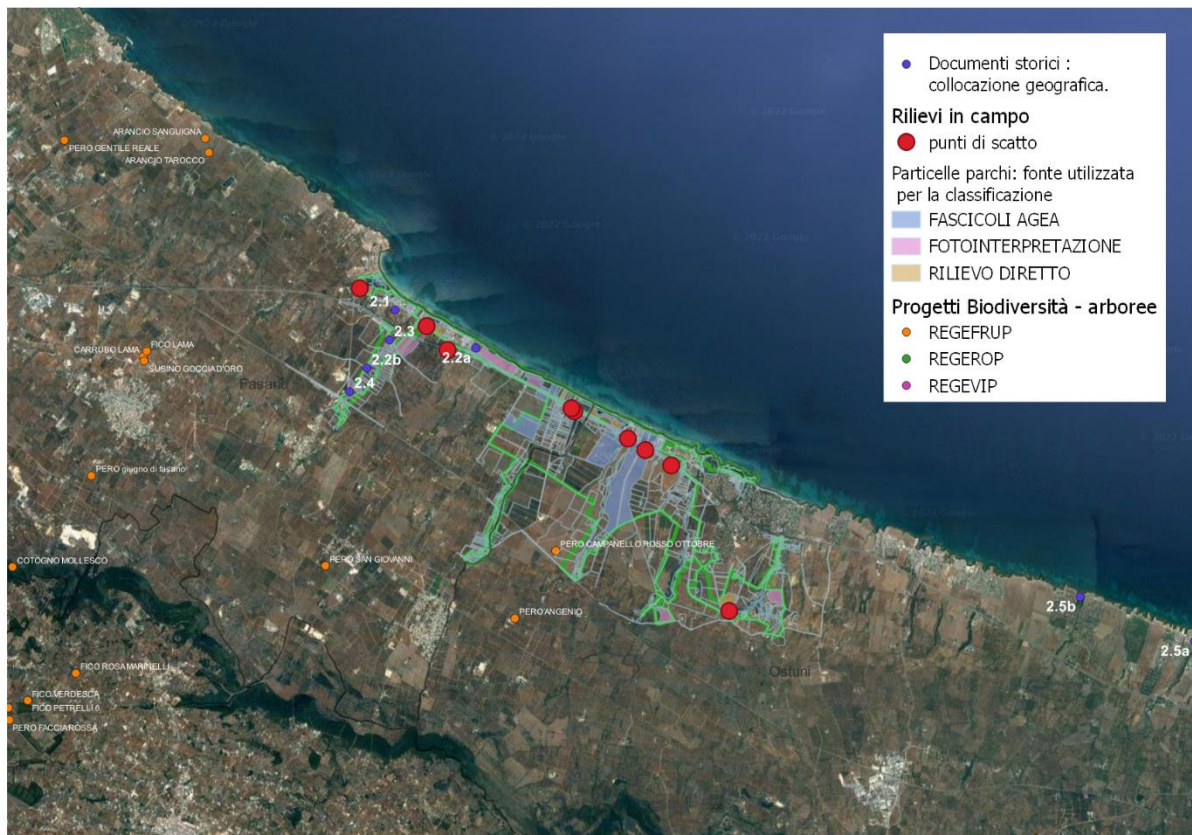 Documenti storici :
collocazione geografica.
Rilievi in campo
punti di scatto
Particelle parchi: fonte utilizzata
per la classificazione
FASCICOLI AGEA
FOTOINTERPRETAZIONE
RILIEVO DIRETTO
Progetti Biodiversità - arboree
REGEFRUP
REGEROP
REGEVIP
© 2022 Google
ARANCIO SANGUIGNA
PERO GENTILE REALE
ARANCIO TAROCCO
2.1
2.3
2.2a
2.2b
2.4
FICO LAMA
CARRUBO LAMA
SUSINO GOCCIA D'ORO
Fasano
PERO giugno di fasano
PERO CAMPANELLO ROSSO OTTOBRE
COTOGNO MOLLESCO
PERO SAN GIOVANNI
2.5b
PERO ANGENIO
2.5a
Ostuni
FICO ROSA MARINELLI
FICO VERDESCA
FICO PETRELLI 6
PERO FACCIA ROSSA